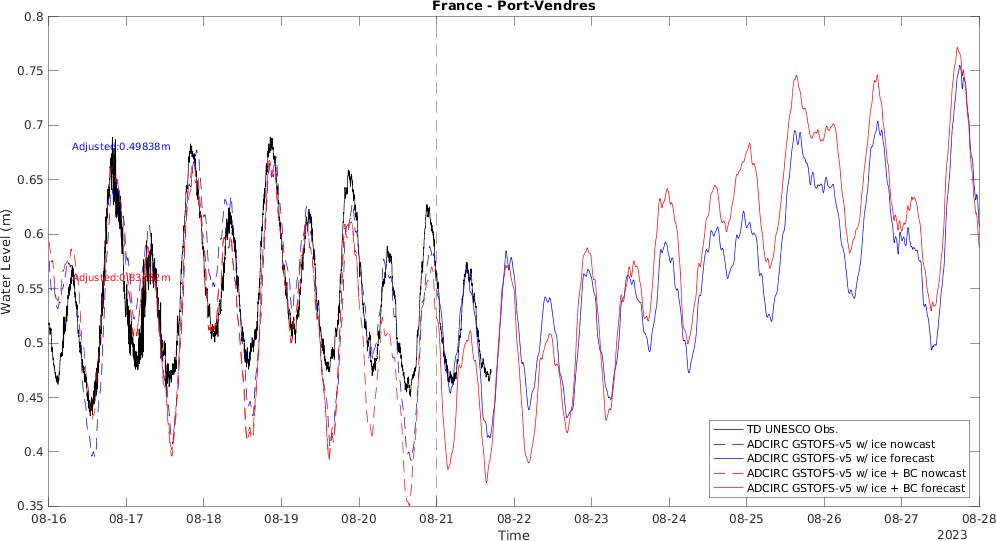 France - Port-Vendres
0.8
0.75
0.7
0.65
0.6
0.55
0.5
0.45
0.4
0.35
Water Level (m)
Adjusted:0.49838m
TD UNESCO Obs.
ADCIRC GSTOFS-v5 w/ ice nowcast
ADCIRC GSTOFS-v5 w/ ice forecast
ADCIRC GSTOFS-v5 w/ ice + BC nowcast
ADCIRC GSTOFS-v5 w/ ice + BC forecast
08-16 08-17 08-18 08-19 08-20 08-21 08-22 08-23 08-24 08-25 08-26 08-27 08-28
Time
2023